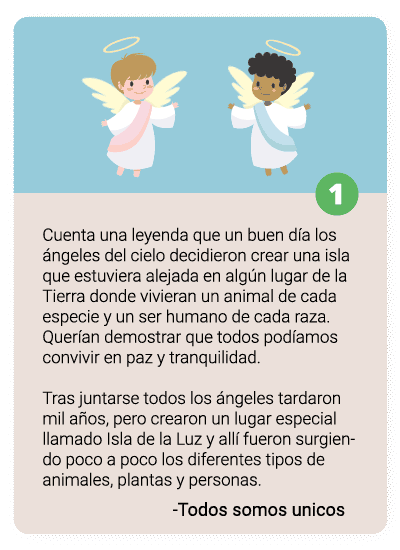 1
Cuenta una leyenda que un buen día los
ángeles del cielo decidieron crear una isla
que estuviera alejada en algún lugar de la
Tierra donde vivieran un animal de cada
especie y un ser humano de cada raza.
Querían demostrar que todos podíamos
convivir en paz y tranquilidad.
Tras juntarse todos los ángeles tardaron
mil años, pero crearon un lugar especial
llamado Isla de la Luz y allí fueron surgien-
do poco a poco los diferentes tipos de
animales, plantas y personas.
-Todos somos unicos